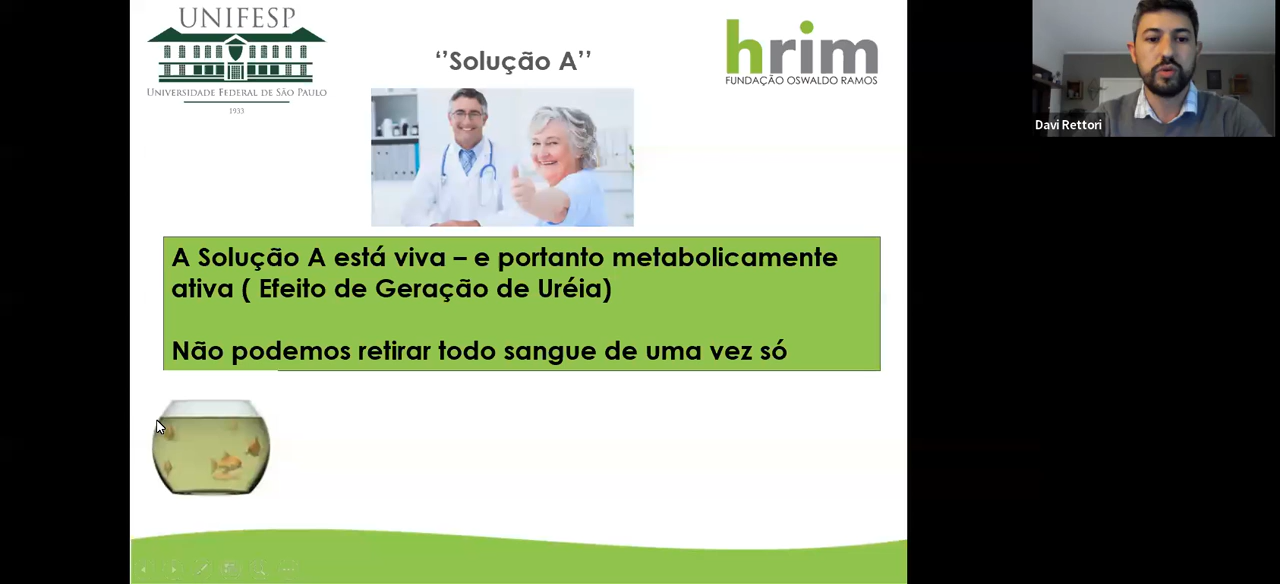 UNIFESP
UNIVERSIDADE FEDERAL DE SÃO PAULO
1933
‘’Solução A’’
hrim
FUNDAÇÃO OSWALDO RAMOS
Davi Rettori
A Solução A está viva – e portanto metabolicamente
ativa ( Efeito de Geração de Uréia)
Não podemos retirar todo sangue de uma vez só